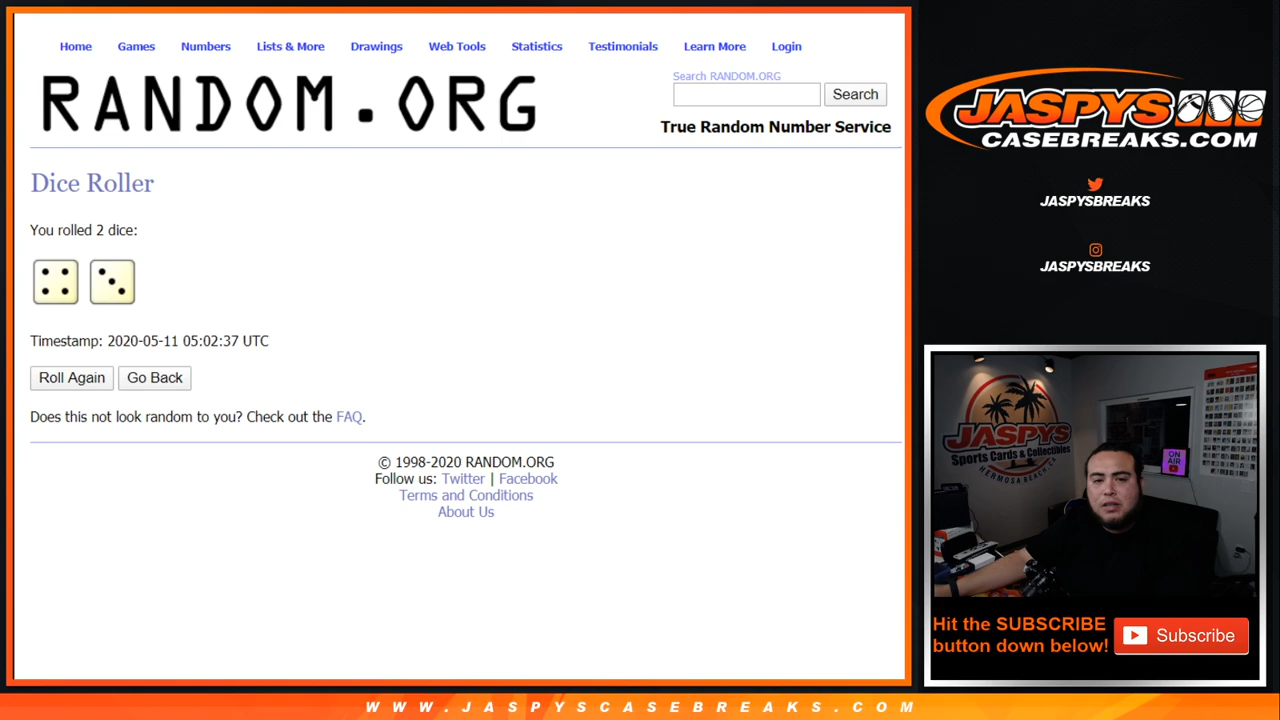 Home Games Numbers Lists & More Drawings Web Tools Statistics Testimonials Learn More Login
RANDOM.ORG
Search RANDOM.ORG
Search
True Random Number Service
Dice Roller
You rolled 2 dice:
Timestamp: 2020-05-11 05:02:37 UTC
Roll Again Go Back
Does this not look random to you? Check out the FAQ.
© 1998-2020 RANDOM.ORG
Follow us: Twitter | Facebook
Terms and Conditions
About Us
JASPYS
CASEBREAKS.COM
JASPYSBREAKS
JASPYSBREAKS
JASPYS
Sports Cards & Collectibles
HERMOSA BEACH, CA
ON
AIR
Hit the SUBSCRIBE
button down below!
Subscribe
WWW.JASPYSCASEBREAKS.COM